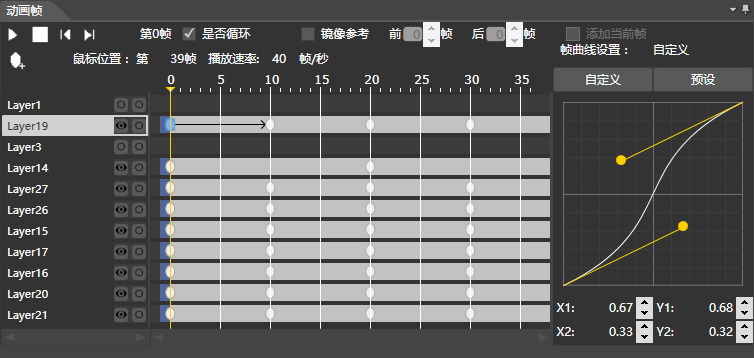 动画帧
第0帧 是否循环 镜像参考 前 0 帧 后 0 帧 添加当前帧
鼠标位置：第 39帧 播放速率: 40 帧/秒 帧曲线设置： 自定义
0 5 10 15 20 25 30 35
自定义 预设
Layer1
Layer19
Layer3
Layer14
Layer27
Layer26
Layer15
Layer17
Layer16
Layer20
Layer21
X1: 0.67 Y1: 0.68
X2: 0.33 Y2: 0.32